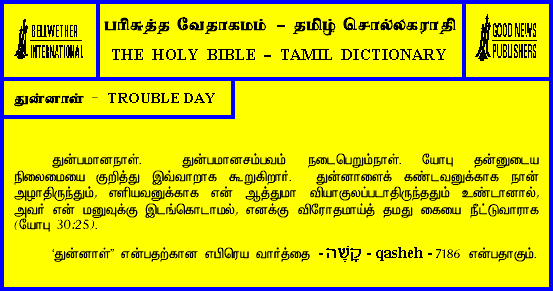 BELLWETHER
INTERNATIONAL
பரிசுத்த வேதாகமம் – தமிழ் சொல்லகராதி
THE HOLY BIBLE – TAMIL DICTIONARY
GOOD NEWS
PUBLISHERS
துன்னாள் – TROUBLE DAY
துன்பமானநாள். துன்பமானசம்பவம் நடைபெறும்நாள். யோபு தன்னுடைய
நிலைமையை குறித்து இவ்வாறாக கூறுகிறார். துன்னாளைக் கண்டவனுக்காக நான்
அழாதிருந்தும், எளியவனுக்காக என் ஆத்துமா வியாகுலப்படாதிருந்ததும் உண்டானால்,
அவர் என் மனுவுக்கு இடங்கொடாமல், எனக்கு விரோதமாய்த் தமது கையை நீட்டுவாராக
(யோபு 30:25).
‘துன்னாள்” என்பதற்கான எபிரெய வார்த்தை - קָשֶׁה - qasheh - 7186 என்பதாகும்.